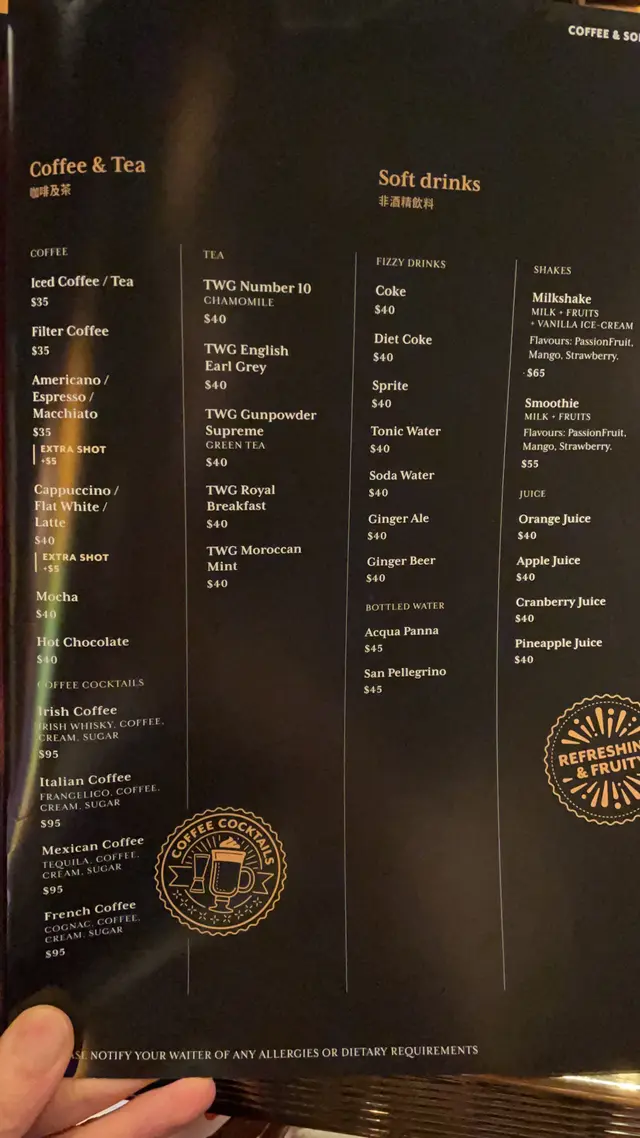 COFFEE &
Coffee & Tea
咖啡及茶
COFFEE
Iced Coffee / Tea
$35
Filter Coffee
$35
Americano /
Espresso /
Macchiato
$35
EXTRA SHOT
+$5
Cappuccino /
Flat White /
Latte
$40
EXTRA SHOT
+$5
Mocha
$40
Hot Chocolate
$40
COFFEE COCKTAILS
Irish Coffee
IRISH WHISKY, COFFEE,
CREAM, SUGAR
$95
Italian Coffee
FRANGELICO, COFFEE,
CREAM, SUGAR
$95
Mexican Coffee
TEQUILA, COFFEE,
CREAM, SUGAR
$95
French Coffee
COGNAC, COFFEE,
CREAM, SUGAR
$95
TEA
TWG Number 10
CHAMOMILE
$40
TWG English
Earl Grey
$40
TWG Gunpowder
Supreme
GREEN TEA
$40
TWG Royal
Breakfast
$40
TWG Moroccan
Mint
$40
COFFEE COCKTAILS
Soft drinks
非酒精飲料
FIZZY DRINKS
Coke
$40
Diet Coke
$40
Sprite
$40
Tonic Water
$40
Soda Water
$40
Ginger Ale
$40
Ginger Beer
$40
BOTTLED WATER
Acqua Panna
$45
San Pellegrino
$45
SHAKES
Milkshake
MILK + FRUITS
+ VANILLA ICE-CREAM
Flavours: PassionFruit,
Mango, Strawberry.
$65
Smoothie
MILK + FRUITS
Flavours: PassionFruit,
Mango, Strawberry.
$55
JUICE
Orange Juice
$40
Apple Juice
$40
Cranberry Juice
$40
Pineapple Juice
$40
REFRESHIN
& FRUIT
NOTIFY YOUR WAITER OF ANY ALLERGIES OR DIETARY REQUIREMENTS